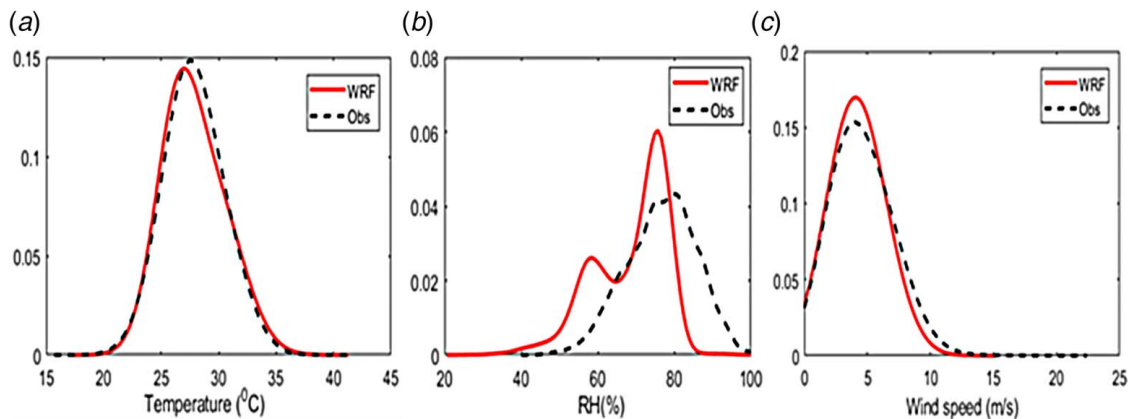 (a)
0.15
0.1
0.05
0
15 20 25 30 35 40 45
Temperature (⁰C)
WRF
Obs
(b)
0.08
0.06
0.04
0.02
0
20 40 60 80 100
RH(%)
WRF
Obs
(c)
0.2
0.15
0.1
0.05
0
0 5 10 15 20 25
Wind speed (m/s)
WRF
Obs